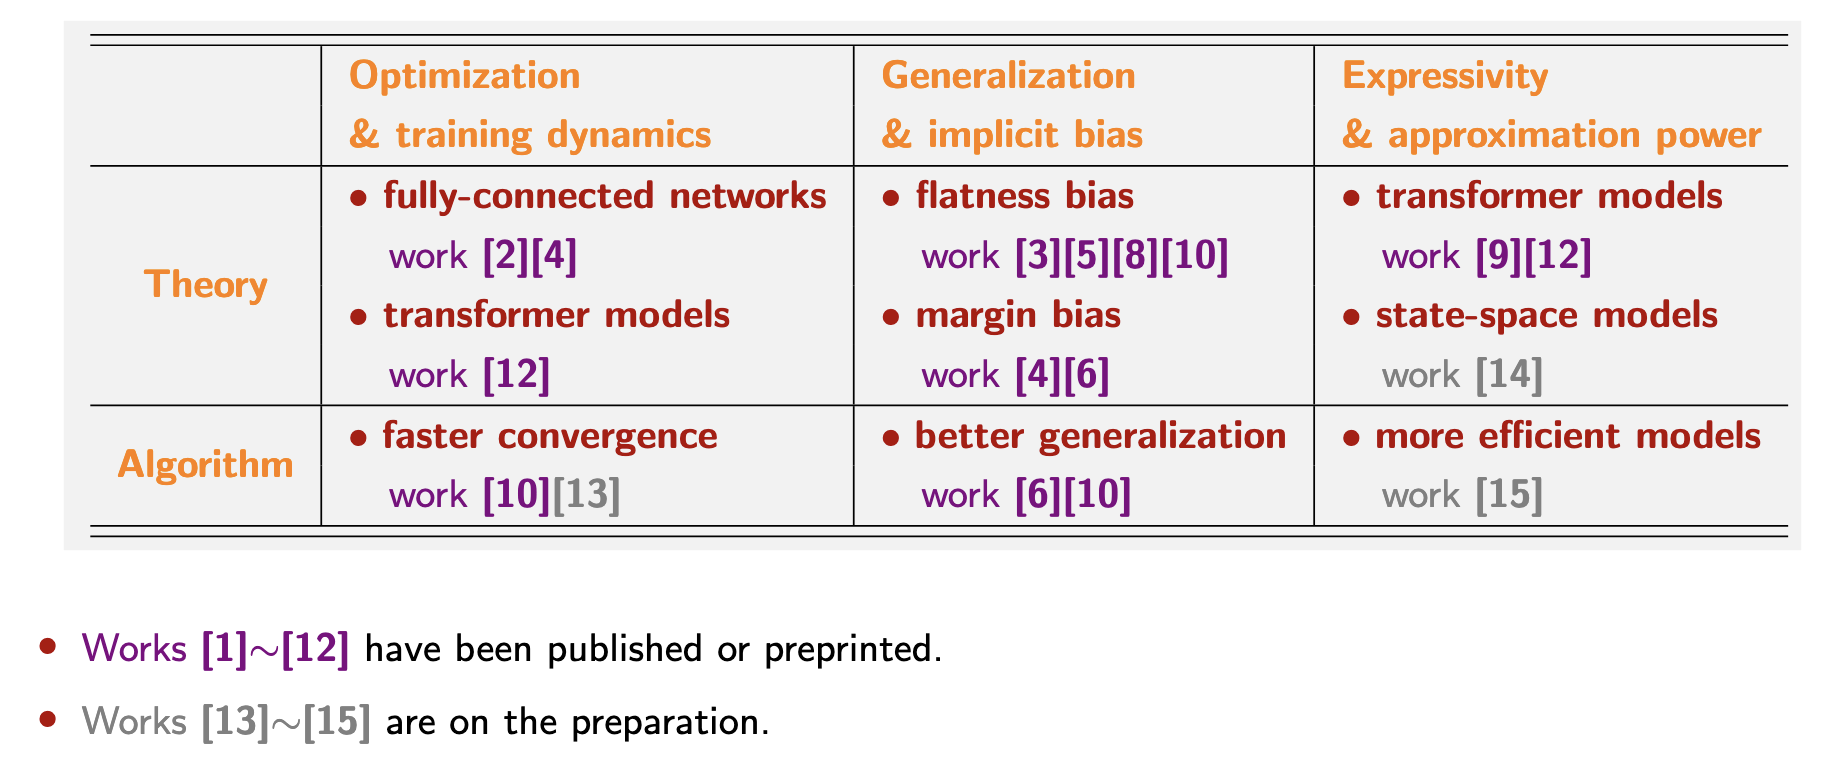 Optimization
& training dynamics
Generalization
& implicit bias
Expressivity
& approximation power
Theory
• fully-connected networks
work [2][4]
• transformer models
work [12]
• flatness bias
work [3][5][8][10]
• margin bias
work [4][6]
• transformer models
work [9][12]
• state-space models
work [14]
Algorithm
• faster convergence
work [10][13]
• better generalization
work [6][10]
• more efficient models
work [15]
• Works [1]~[12] have been published or preprinted.
• Works [13]~[15] are on the preparation.